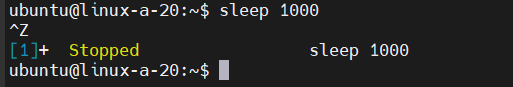 ubuntu@linux-a-20:~$ sleep 1000
^Z
[1]+  Stopped                 sleep 1000
ubuntu@linux-a-20:~$